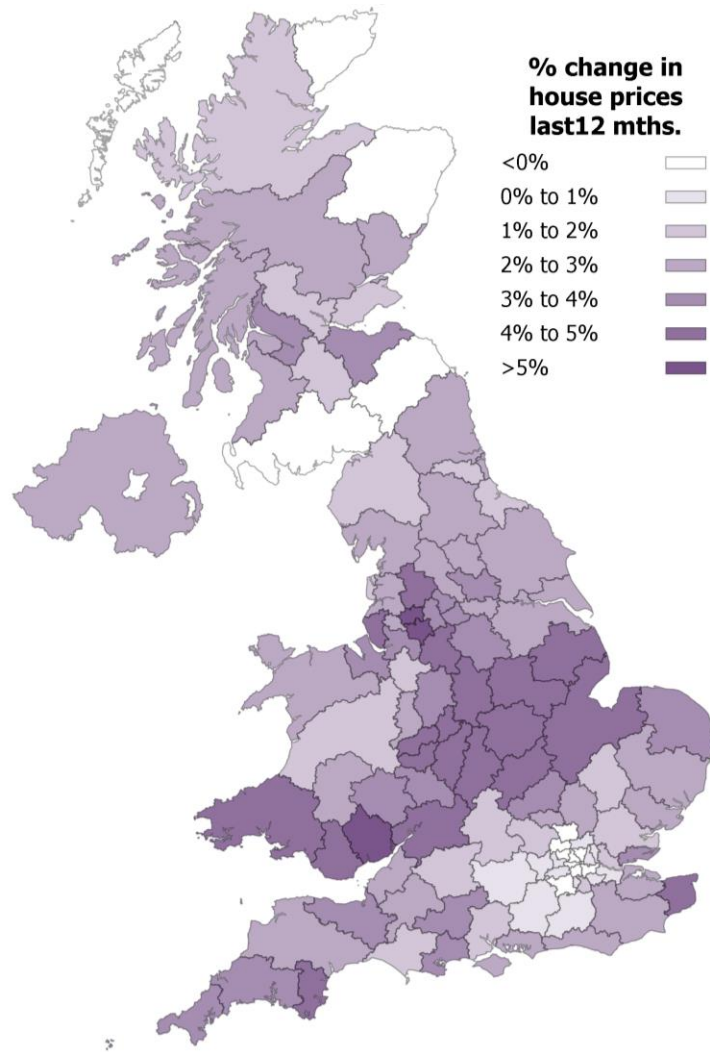 % change in
house prices
last12 mths.
<0%
0% to 1%
1% to 2%
2% to 3%
3% to 4%
4% to 5%
>5%